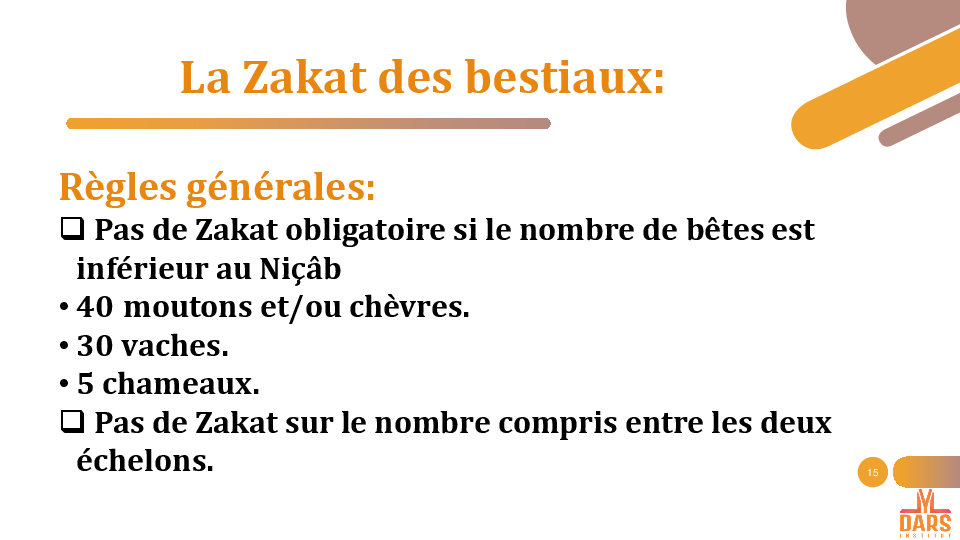 La Zakat des bestiaux:
Règles générales:
❑ Pas de Zakat obligatoire si le nombre de bêtes est
inférieur au Niçâb
• 40 moutons et/ou chèvres.
• 30 vaches.
• 5 chameaux.
❑ Pas de Zakat sur le nombre compris entre les deux
échelons.
15
DARS
INSTITUT